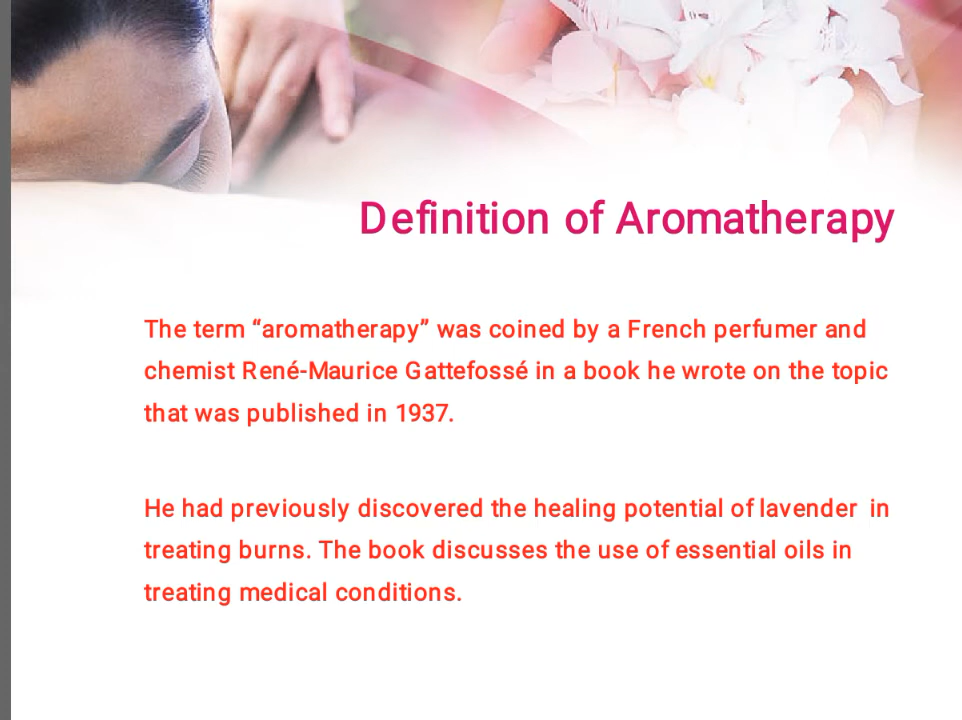 Definition of Aromatherapy
The term “aromatherapy” was coined by a French perfumer and
chemist René-Maurice Gattefossé in a book he wrote on the topic
that was published in 1937.
He had previously discovered the healing potential of lavender in
treating burns. The book discusses the use of essential oils in
treating medical conditions.